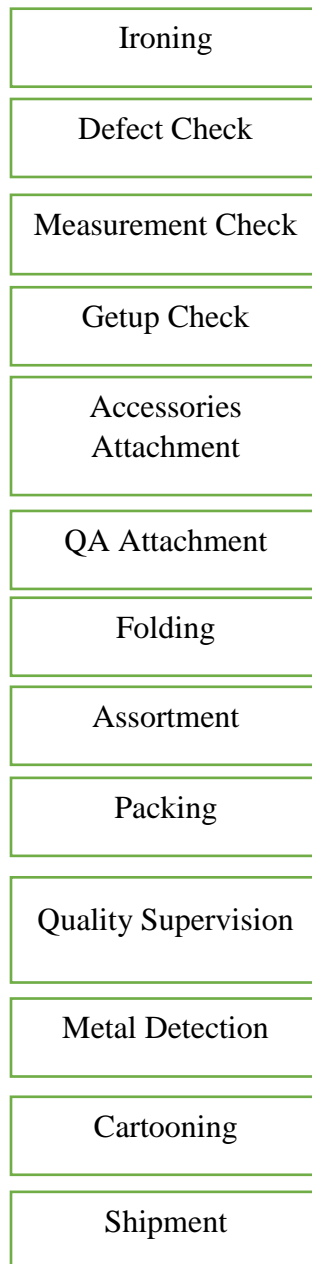 Ironing
Defect Check
Measurement Check
Getup Check
Accessories
Attachment
QA Attachment
Folding
Assortment
Packing
Quality Supervision
Metal Detection
Cartooning
Shipment